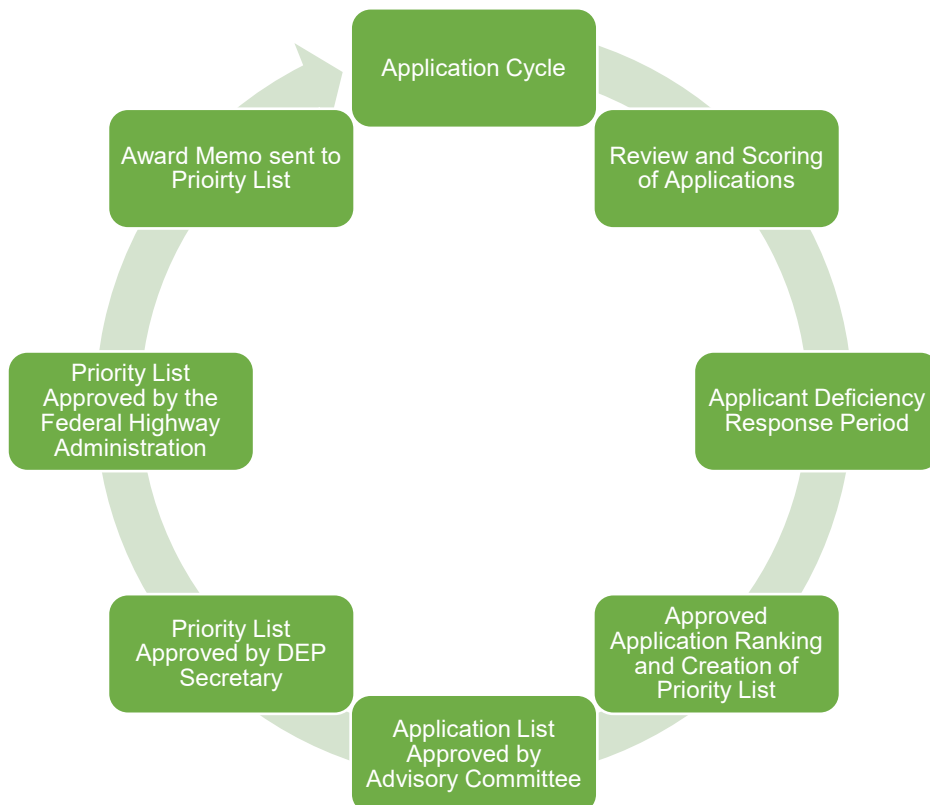 Application Cycle
Review and Scoring
of Applications
Applicant Deficiency
Response Period
Approved
Application Ranking
and Creation of
Priority List
Application List
Approved by
Advisory Committee
Priority List
Approved by DEP
Secretary
Priority List
Approved by the
Federal Highway
Administration
Award Memo sent to
Prioirty List